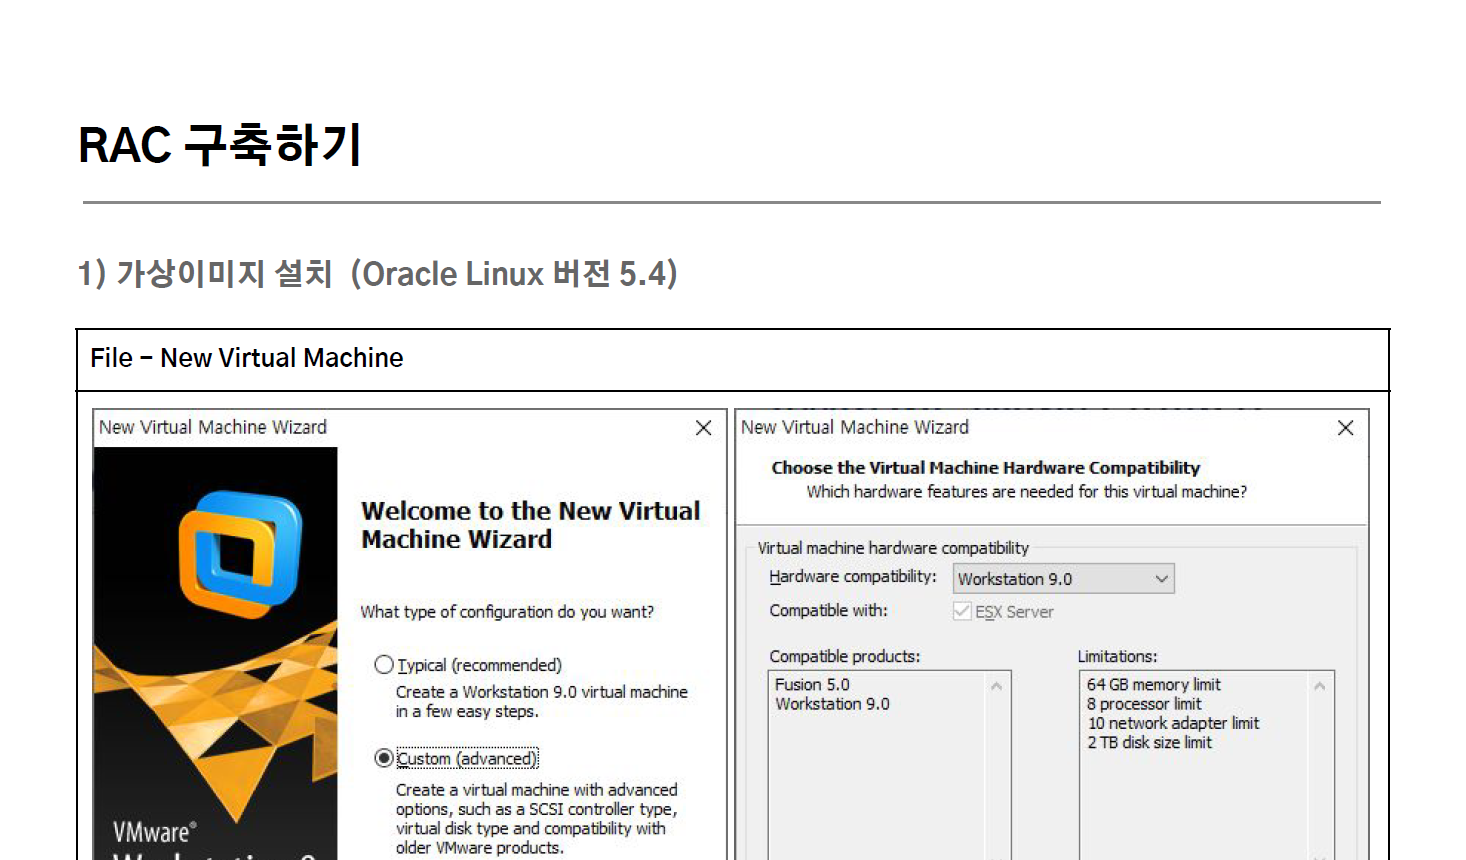 RAC 구축하기
1) 가상이미지 설치 (Oracle Linux 버전 5.4)
File - New Virtual Machine
New Virtual Machine Wizard
Welcome to the New Virtual
Machine Wizard
What type of configuration do you want?
Typical (recommended)
Create a Workstation 9.0 virtual machine
in a few easy steps.
Custom (advanced)
Create a virtual machine with advanced
options, such as a SCSI controller type,
virtual disk type and compatibility with
older VMware products.
VMware®
New Virtual Machine Wizard
Choose the Virtual Machine Hardware Compatibility
Which hardware features are needed for this virtual machine?
Virtual machine hardware compatibility
Hardware compatibility: Workstation 9.0
Compatible with: ESX Server
Compatible products:
Fusion 5.0
Workstation 9.0
Limitations:
64 GB memory limit
8 processor limit
10 network adapter limit
2 TB disk size limit